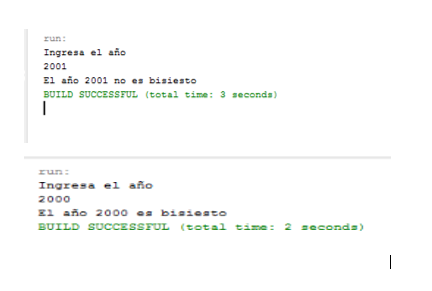 run:
Ingresa el año
2001
El año 2001 no es bisiesto
BUILD SUCCESSFUL (total time: 3 seconds)
run:
Ingresa el año
2000
El año 2000 es bisiesto
BUILD SUCCESSFUL (total time: 2 seconds)